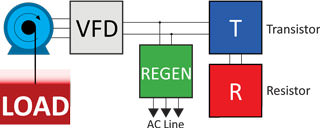 VFD
T
Transistor
REGEN
R
Resistor
LOAD
AC Line